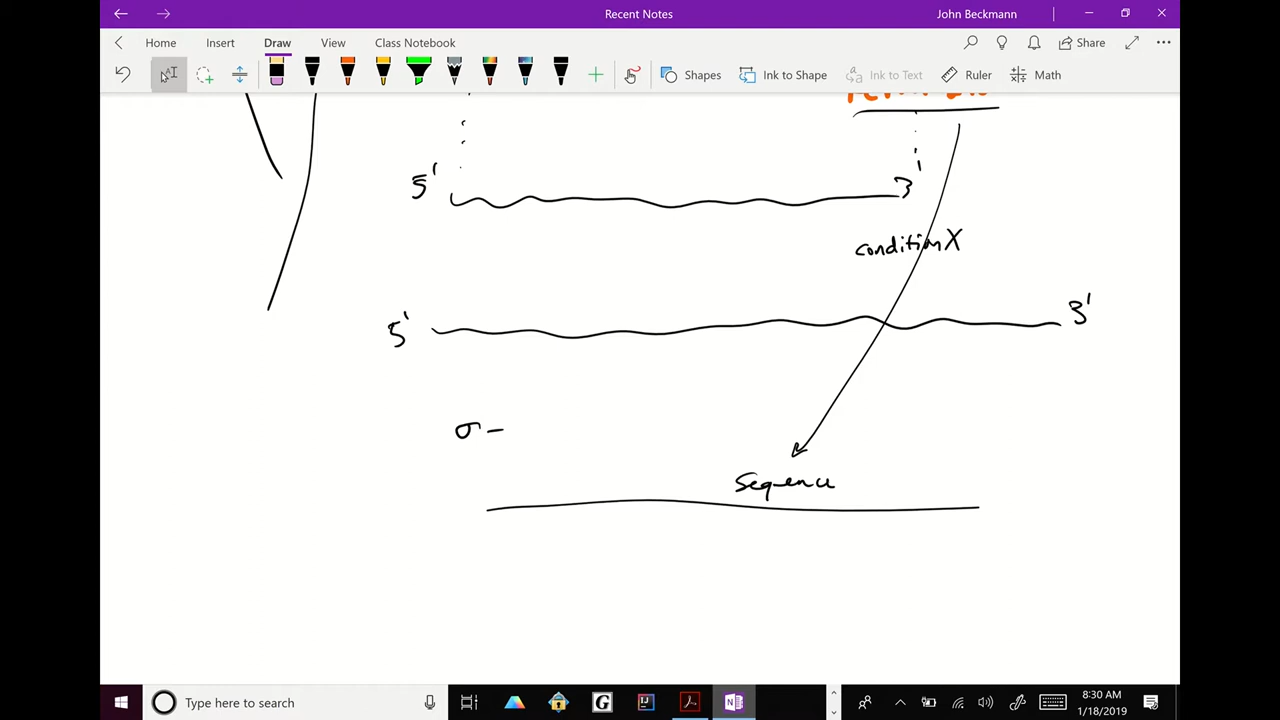 Recent Notes
John Beckmann
Home Insert Draw View Class Notebook
Share
Shapes
Ink to Shape
Ink to Text
Ruler
Math
5' 3'
condition X
5' 3'
σ –
Sequence
Type here to search
8:30 AM
1/18/2019